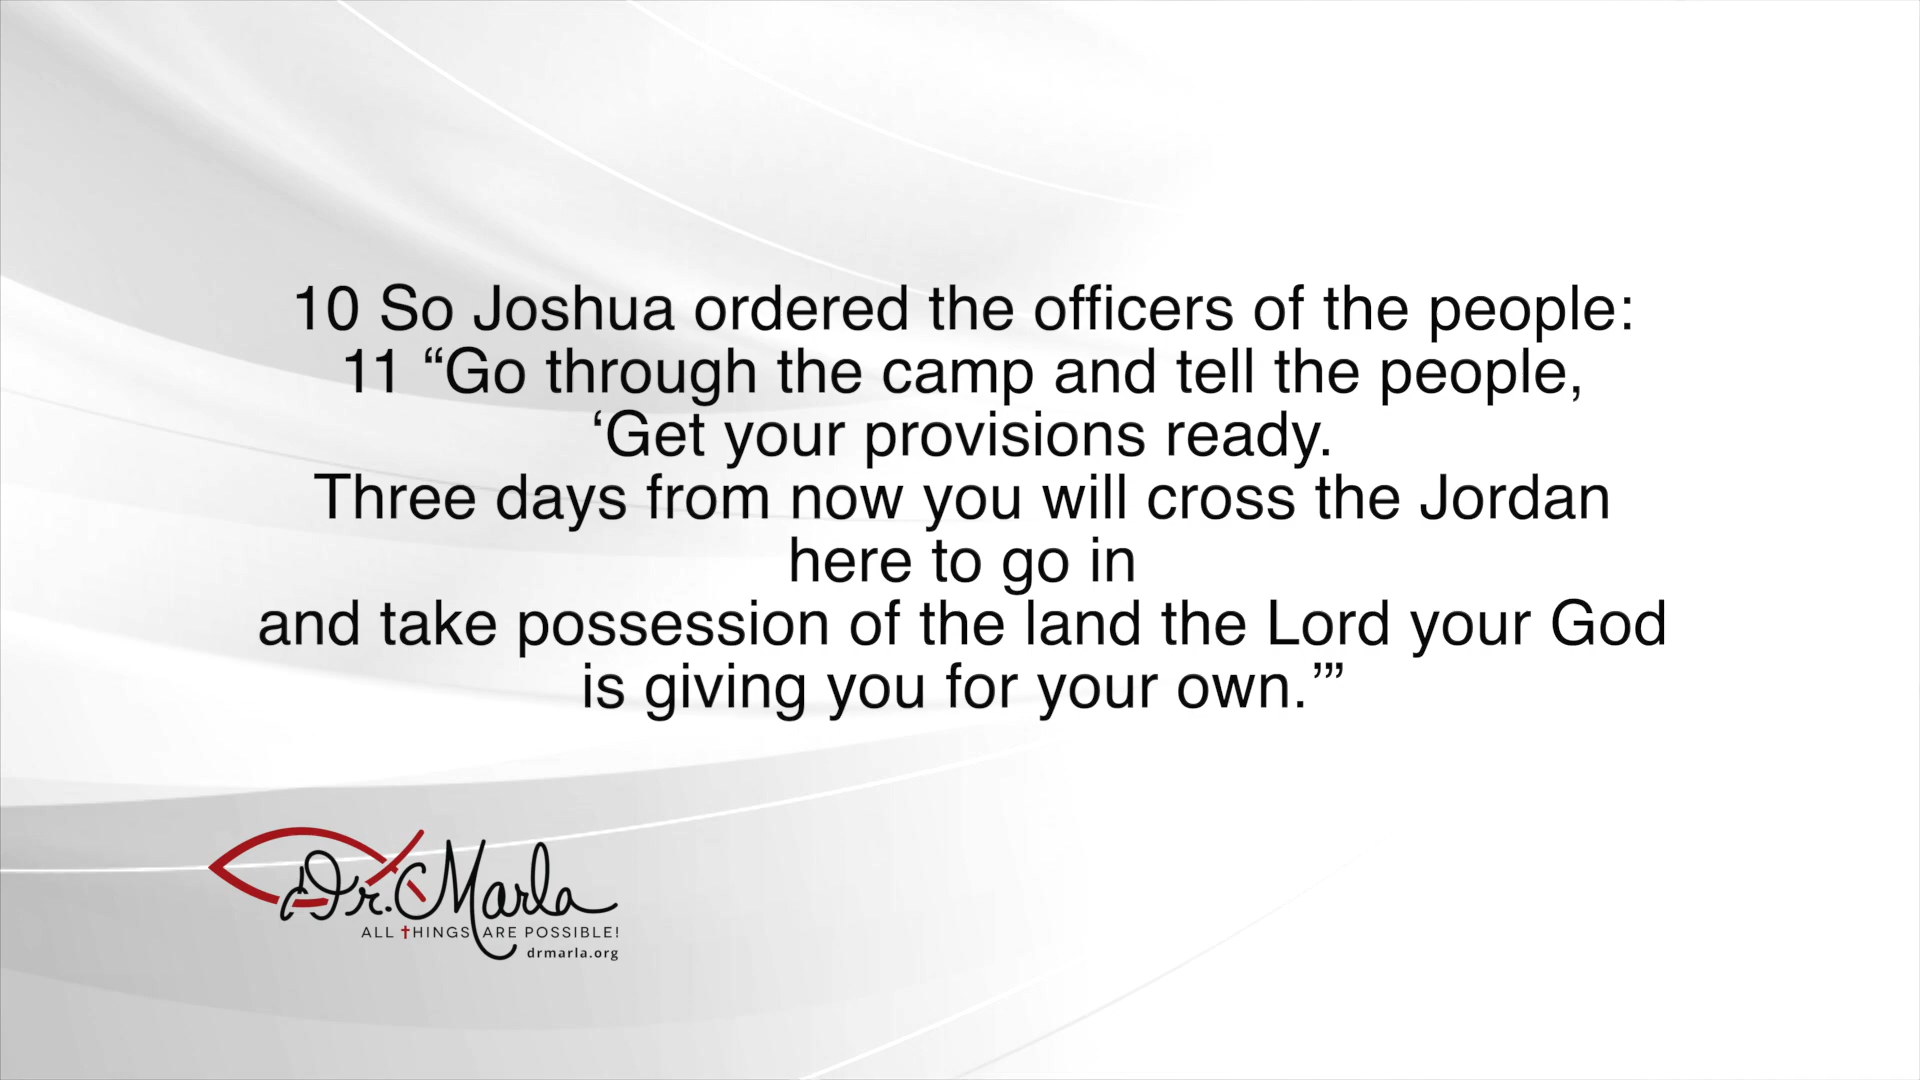 10 So Joshua ordered the officers of the people:
11 “Go through the camp and tell the people,
‘Get your provisions ready.
Three days from now you will cross the Jordan
here to go in
and take possession of the land the Lord your God
is giving you for your own.’”
Dr. Marla
ALL THINGS ARE POSSIBLE!
drmarla.org